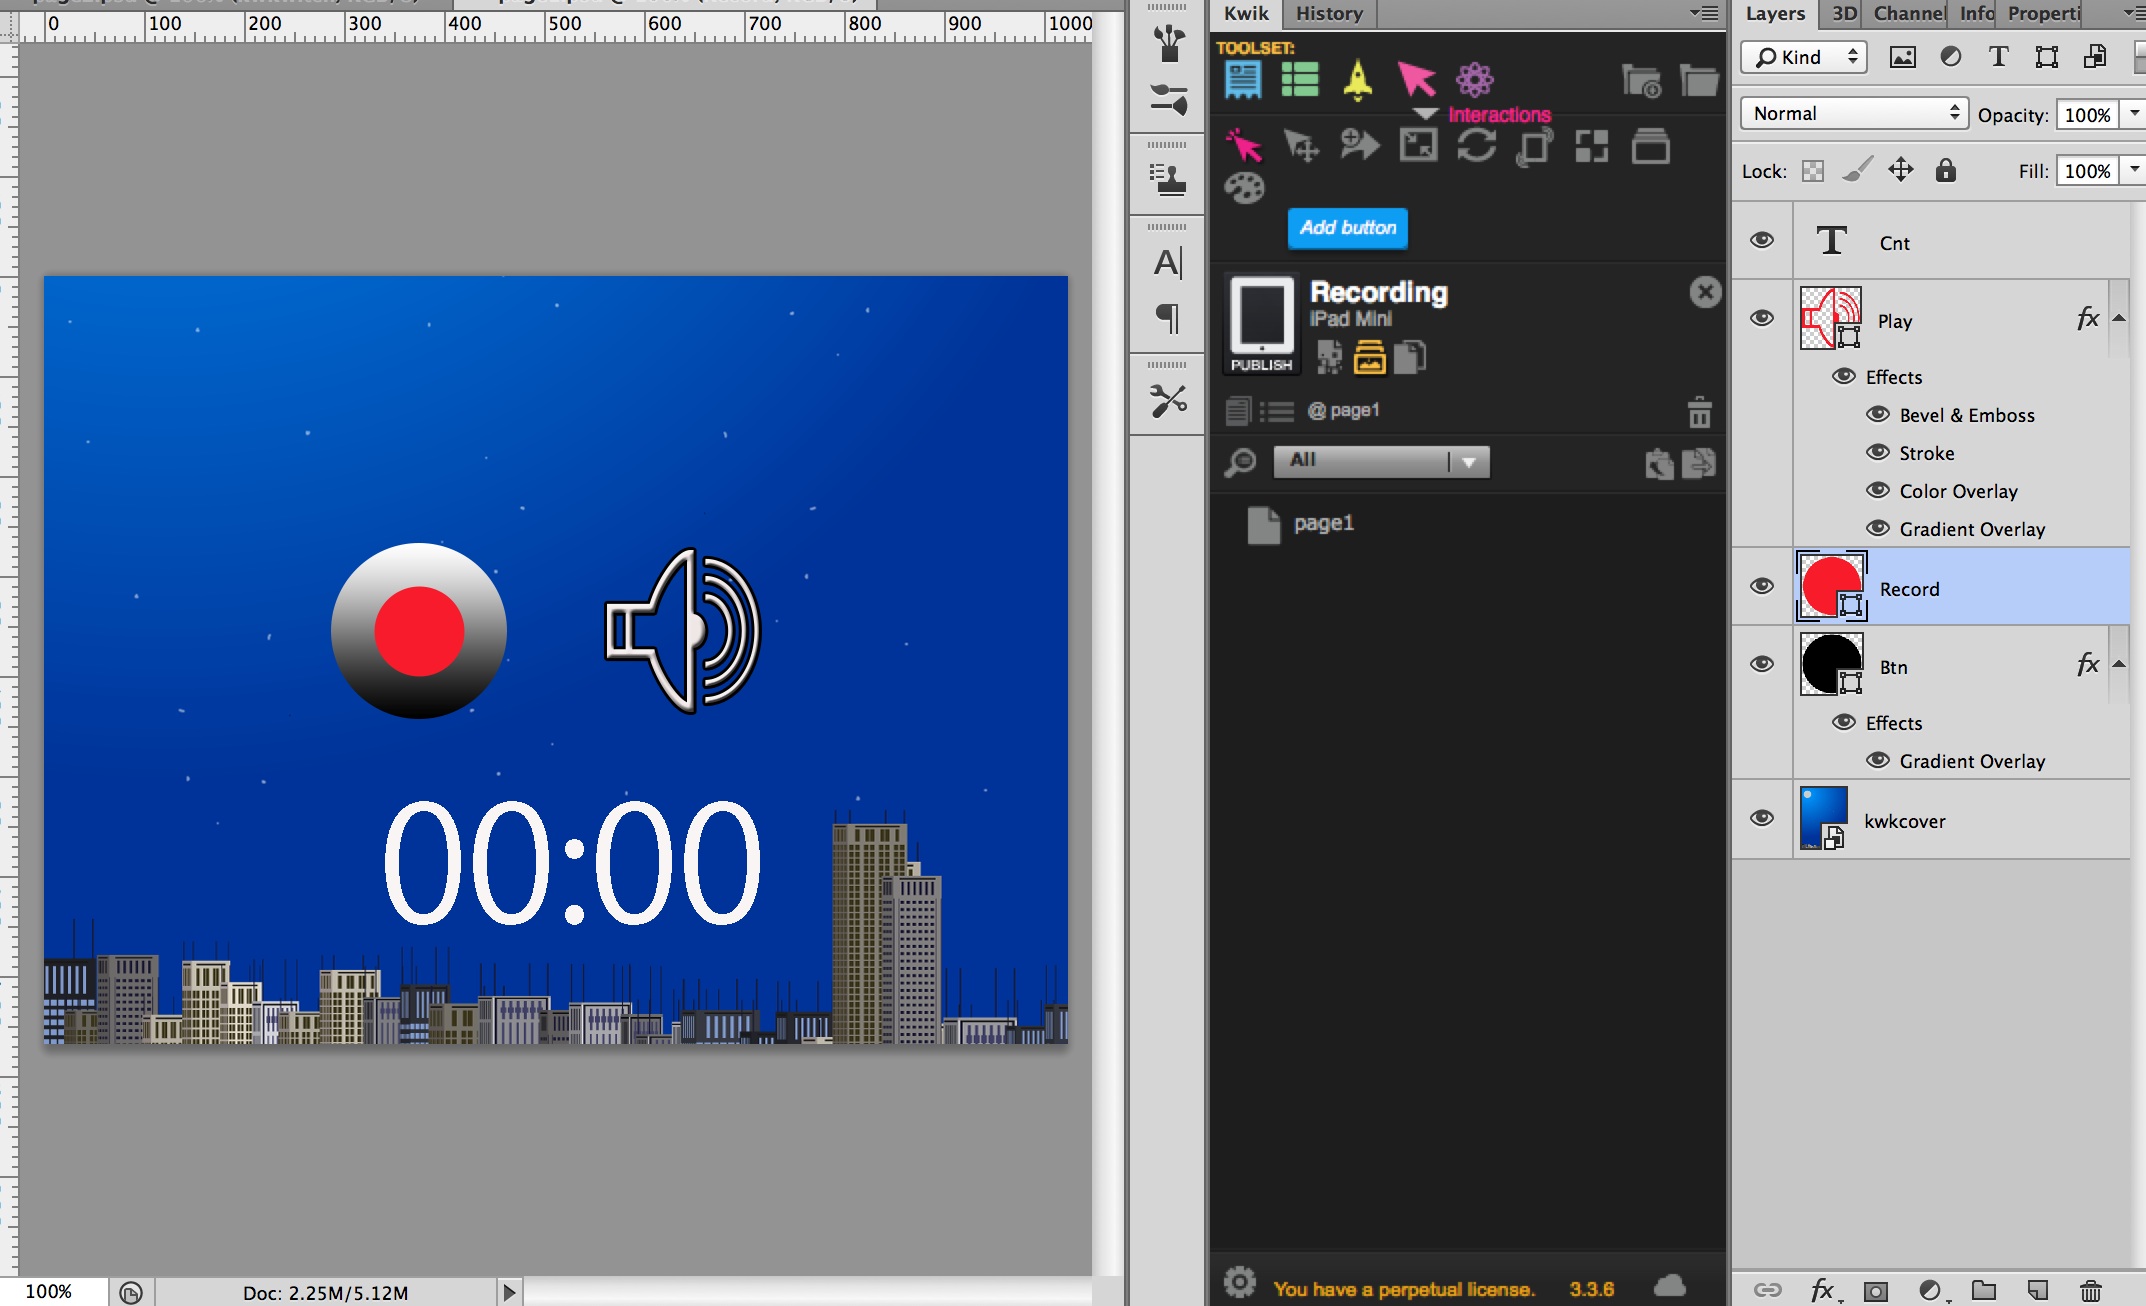 0 100 200 300 400 500 600 700 800 900 1000
00:00
100%
Doc: 2.25M/5.12M
A|
Kwik History
TOOLSET:
Interactions
Add button
Recording
iPad Mini
PUBLISH
@ page1
All
page1
You have a perpetual license. 3.3.6
Layers 3D Channel Info Properti
Kind
T
Normal Opacity: 100%
Lock: Fill: 100%
T Cnt
Play fx
Effects
Bevel & Emboss
Stroke
Color Overlay
Gradient Overlay
Record
Btn fx
Effects
Gradient Overlay
kwkcover
fx